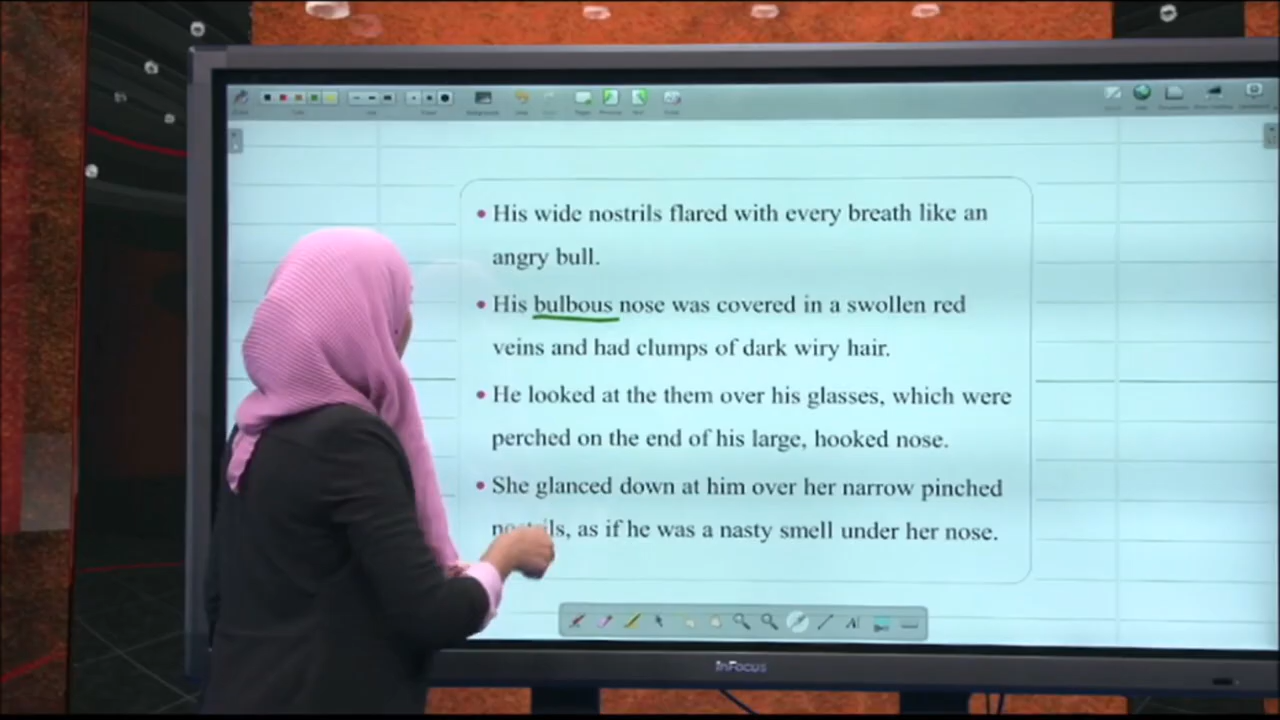 • His wide nostrils flared with every breath like an
angry bull.
• His bulbous nose was covered in a swollen red
veins and had clumps of dark wiry hair.
• He looked at the them over his glasses, which were
perched on the end of his large, hooked nose.
• She glanced down at him over her narrow pinched
nostrils, as if he was a nasty smell under her nose.
InFocus